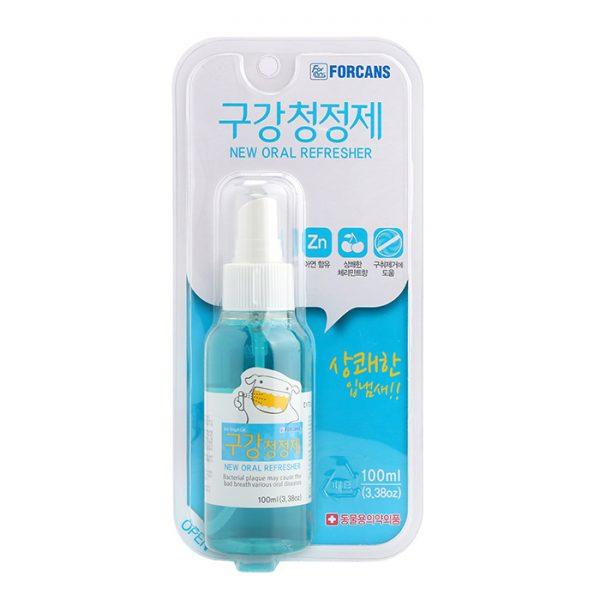 FORCANS
구강청정제
NEW ORAL REFRESHER
Zn
아연 함유
상쾌한
체리민트향
구취제거에
도움
상쾌한
입냄새!!
FORCANS
구강청정제
NEW ORAL REFRESHER
Bacterial plaque may cause the
bad breath various oral diseases
100ml(3,38oz)
100ml
(3,38oz)
동물용의약외품
OPEN